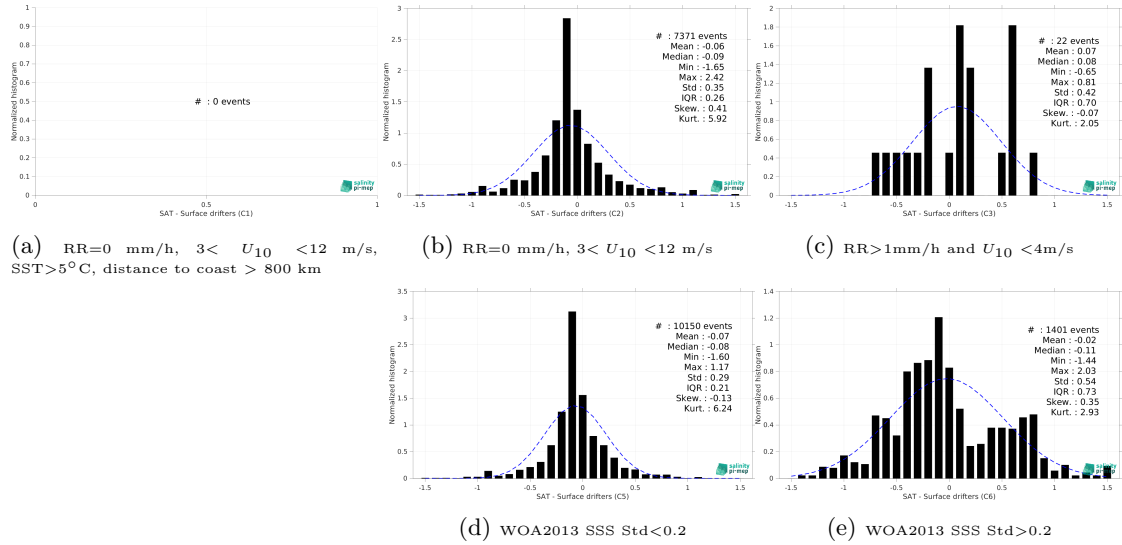 1
0.9
0.8
0.7
0.6
0.5
0.4
0.3
0.2
0.1
0
Normalized histogram
# : 0 events
salinity
pi-mep
0 0.5 1
SAT - Surface drifters (C1)
(a) RR=0 mm/h, 3< U10 <12 m/s,
SST>5°C, distance to coast > 800 km
3
2.5
2
1.5
1
0.5
0
Normalized histogram
# : 7371 events
Mean : -0.06
Median : -0.09
Min : -1.65
Max : 2.42
Std : 0.35
IQR : 0.26
Skew. : 0.41
Kurt. : 5.92
salinity
pi-mep
-1.5 -1 -0.5 0 0.5 1 1.5
SAT - Surface drifters (C2)
(b) RR=0 mm/h, 3< U10 <12 m/s
2
1.8
1.6
1.4
1.2
1
0.8
0.6
0.4
0.2
0
Normalized histogram
# : 22 events
Mean : 0.07
Median : 0.08
Min : -0.65
Max : 0.81
Std : 0.42
IQR : 0.70
Skew. : -0.07
Kurt. : 2.05
salinity
pi-mep
-1.5 -1 -0.5 0 0.5 1 1.5
SAT - Surface drifters (C3)
(c) RR>1mm/h and U10 <4m/s
3.5
3
2.5
2
1.5
1
0.5
0
Normalized histogram
# : 10150 events
Mean : -0.07
Median : -0.08
Min : -1.60
Max : 1.17
Std : 0.29
IQR : 0.21
Skew. : -0.13
Kurt. : 6.24
salinity
pi-mep
-1.5 -1 -0.5 0 0.5 1 1.5
SAT - Surface drifters (C5)
(d) WOA2013 SSS Std<0.2
1.4
1.2
1
0.8
0.6
0.4
0.2
0
Normalized histogram
# : 1401 events
Mean : -0.02
Median : -0.11
Min : -1.44
Max : 2.03
Std : 0.54
IQR : 0.73
Skew. : 0.35
Kurt. : 2.93
salinity
pi-mep
-1.5 -1 -0.5 0 0.5 1 1.5
SAT - Surface drifters (C6)
(e) WOA2013 SSS Std>0.2